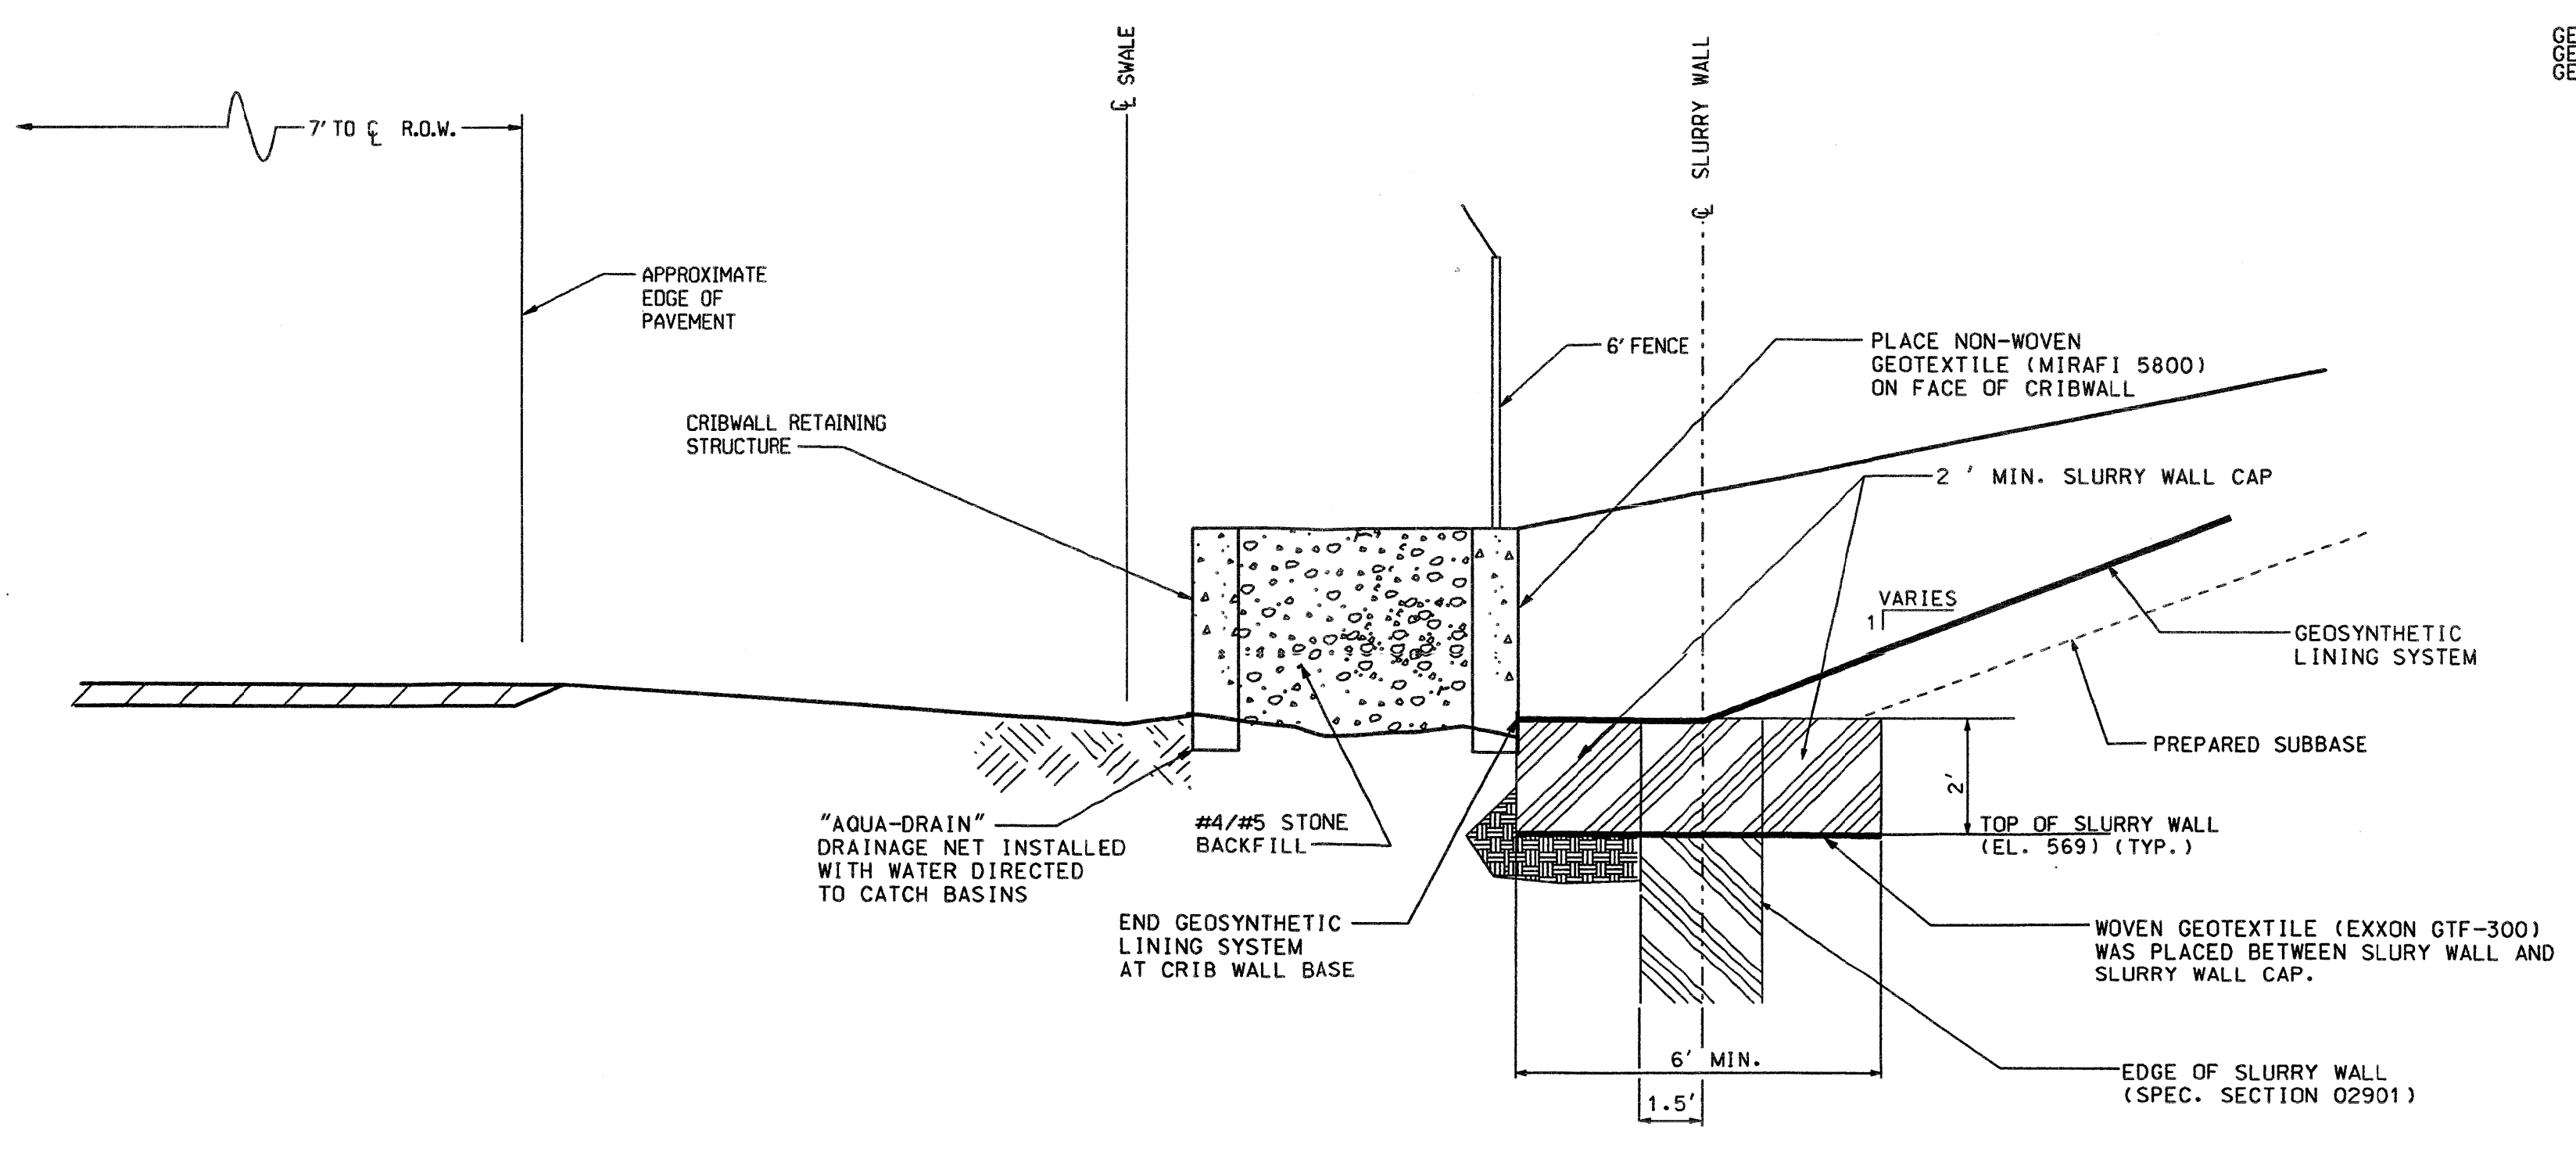 GE
GE
GE
℄ SWALE
℄ SLURRY WALL
7' TO ℄ R.O.W.
APPROXIMATE
EDGE OF
PAVEMENT
6' FENCE
PLACE NON-WOVEN
GEOTEXTILE (MIRAFI 5800)
ON FACE OF CRIBWALL
CRIBWALL RETAINING
STRUCTURE
2 ' MIN. SLURRY WALL CAP
VARIES
1
GEOSYNTHETIC
LINING SYSTEM
PREPARED SUBBASE
2'
"AQUA-DRAIN"
DRAINAGE NET INSTALLED
WITH WATER DIRECTED
TO CATCH BASINS
#4/#5 STONE
BACKFILL
TOP OF SLURRY WALL
(EL. 569) (TYP.)
END GEOSYNTHETIC
LINING SYSTEM
AT CRIB WALL BASE
WOVEN GEOTEXTILE (EXXON GTF-300)
WAS PLACED BETWEEN SLURY WALL AND
SLURRY WALL CAP.
6' MIN.
EDGE OF SLURRY WALL
(SPEC. SECTION 02901)
1.5'